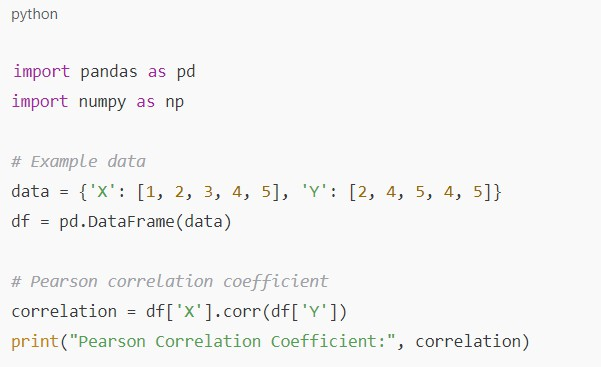 python
import pandas as pd
import numpy as np
# Example data
data = {'X': [1, 2, 3, 4, 5], 'Y': [2, 4, 5, 4, 5]}
df = pd.DataFrame(data)
# Pearson correlation coefficient
correlation = df['X'].corr(df['Y'])
print("Pearson Correlation Coefficient:", correlation)